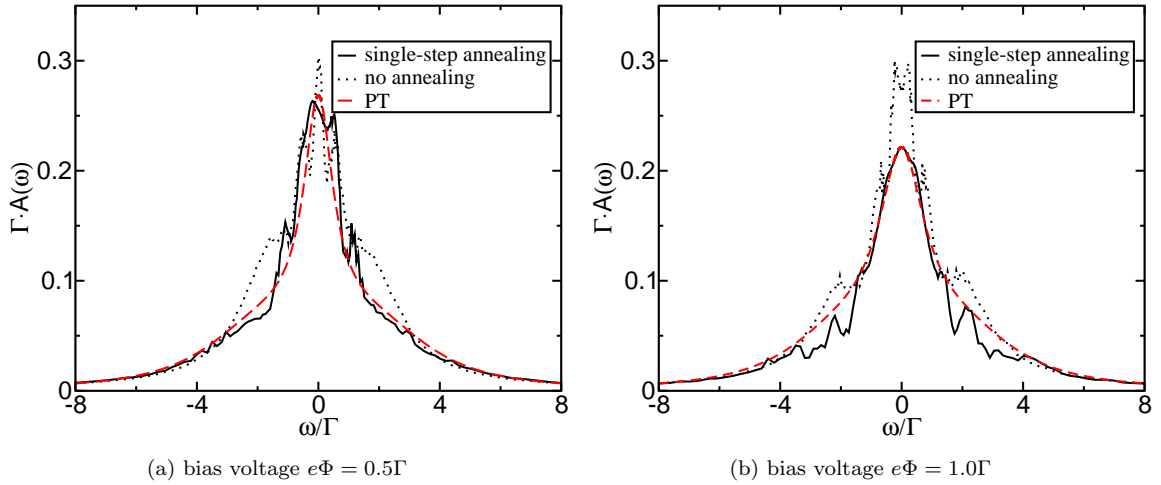 0.3
0.2
0.1
0
Γ·A(ω)
single-step annealing
no annealing
PT
-8
-4
0
4
8
ω/Γ
(a) bias voltage eΦ = 0.5Γ
0.3
0.2
0.1
0
Γ·A(ω)
single-step annealing
no annealing
PT
-8
-4
0
4
8
ω/Γ
(b) bias voltage eΦ = 1.0Γ